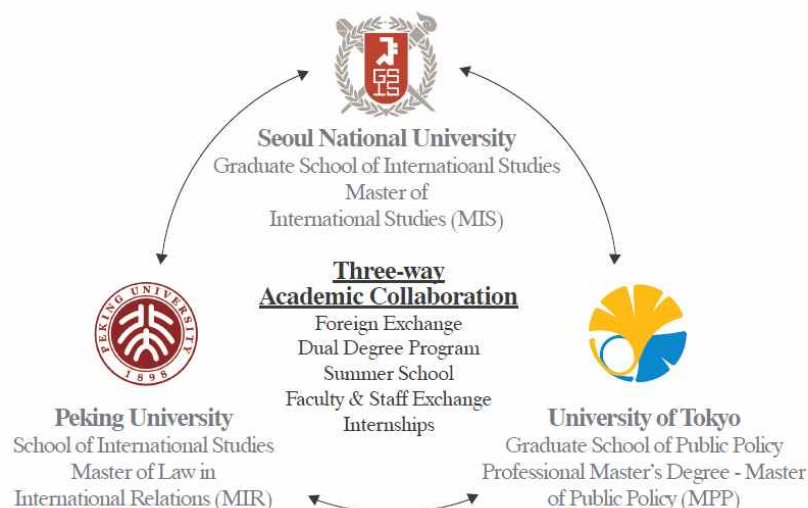 GS
IS
Seoul National University
Graduate School of Internatioanl Studies
Master of
International Studies (MIS)
Three-way
Academic Collaboration
Foreign Exchange
Dual Degree Program
Summer School
Faculty & Staff Exchange
Internships
PEKING UNIVERSITY
1898
Peking University
School of International Studies
Master of Law in
International Relations (MIR)
University of Tokyo
Graduate School of Public Policy
Professional Master's Degree - Master
of Public Policy (MPP)